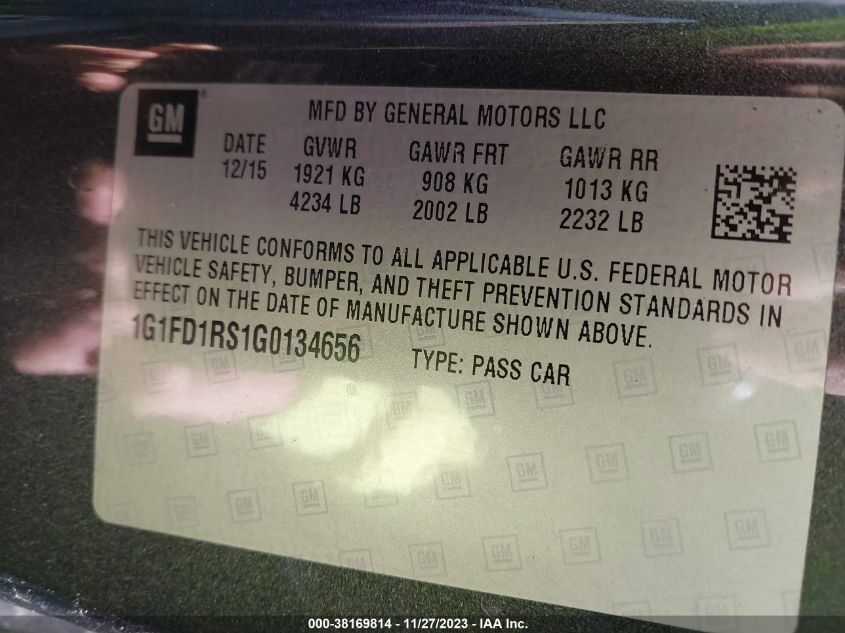 GM
MFD BY GENERAL MOTORS LLC
DATE GVWR GAWR FRT GAWR RR
12/15 1921 KG 908 KG 1013 KG
4234 LB 2002 LB 2232 LB
THIS VEHICLE CONFORMS TO ALL APPLICABLE U.S. FEDERAL MOTOR
VEHICLE SAFETY, BUMPER, AND THEFT PREVENTION STANDARDS IN
EFFECT ON THE DATE OF MANUFACTURE SHOWN ABOVE.
1G1FD1RS1G0134656 TYPE: PASS CAR
000-38169814 - 11/27/2023 - IAA Inc.